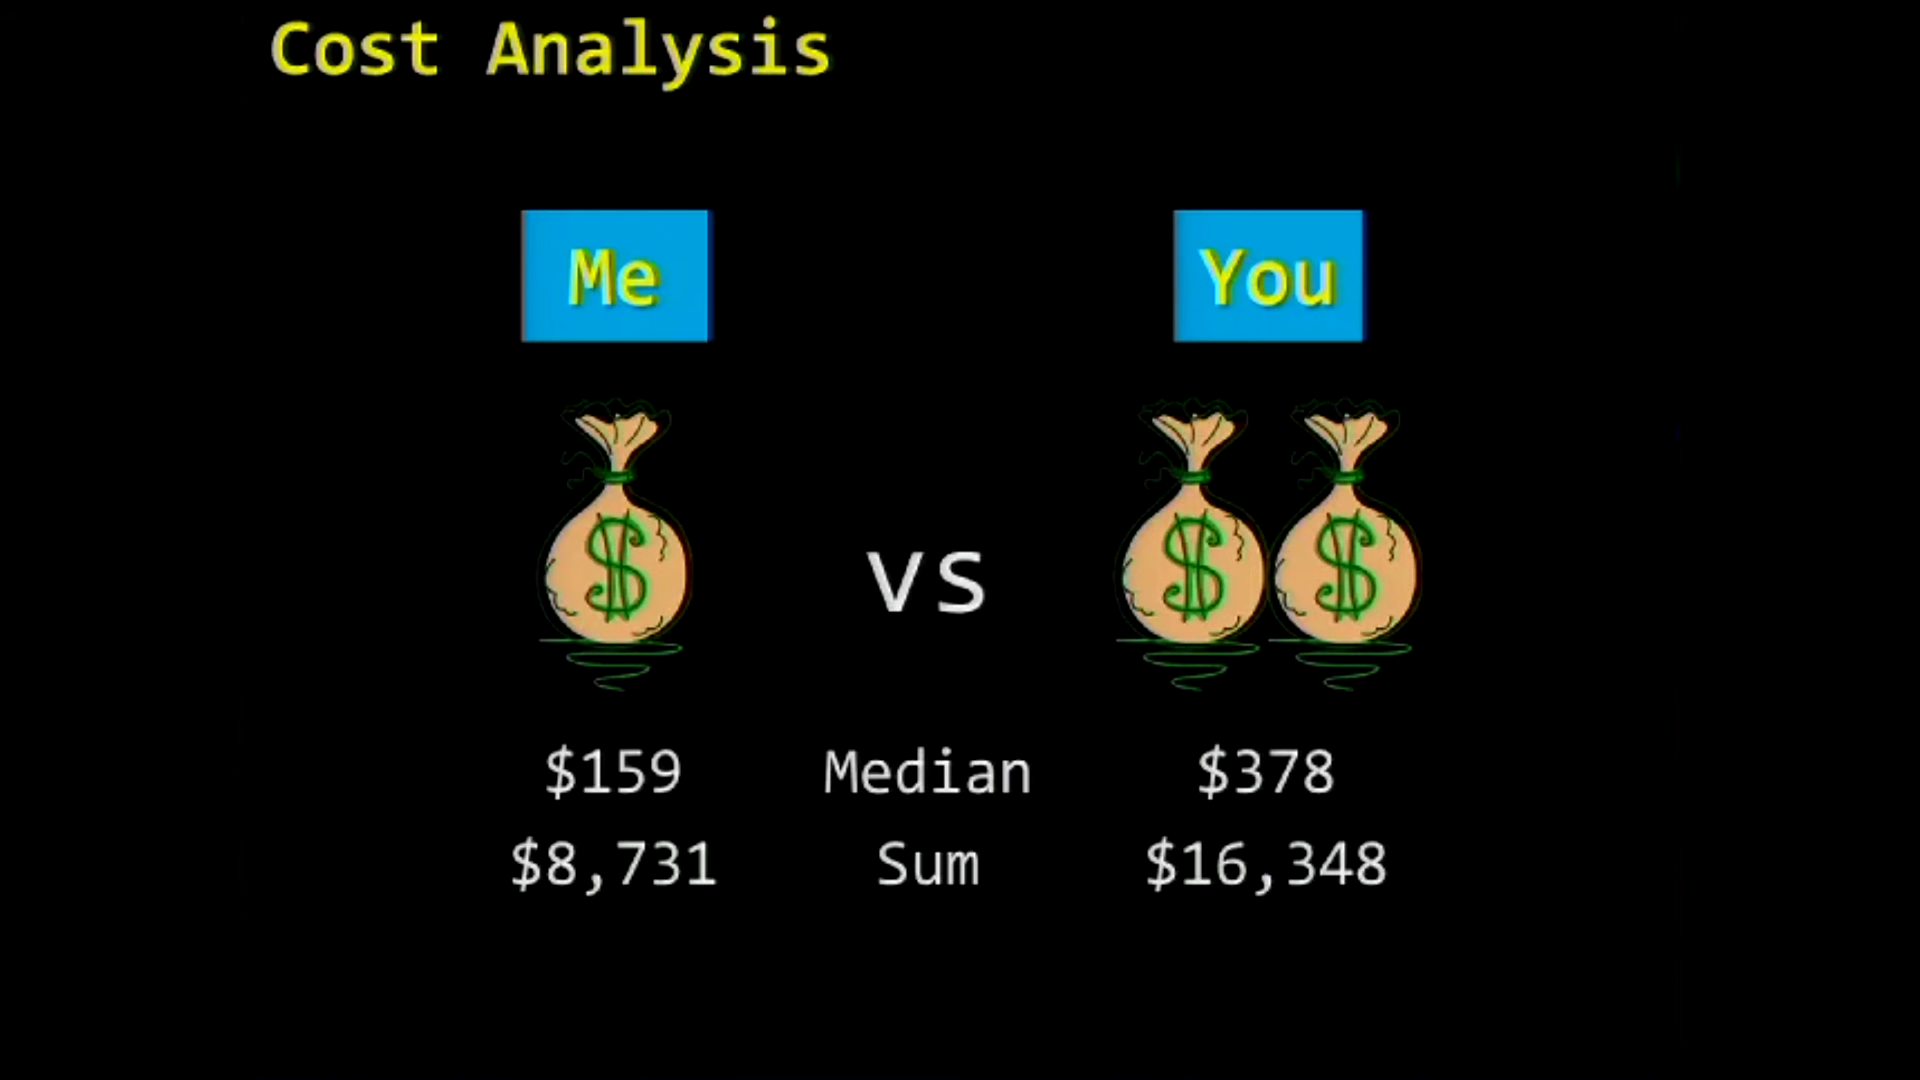 Cost Analysis
Me
You
$
$
$
vs
$159 Median $378
$8,731 Sum $16,348